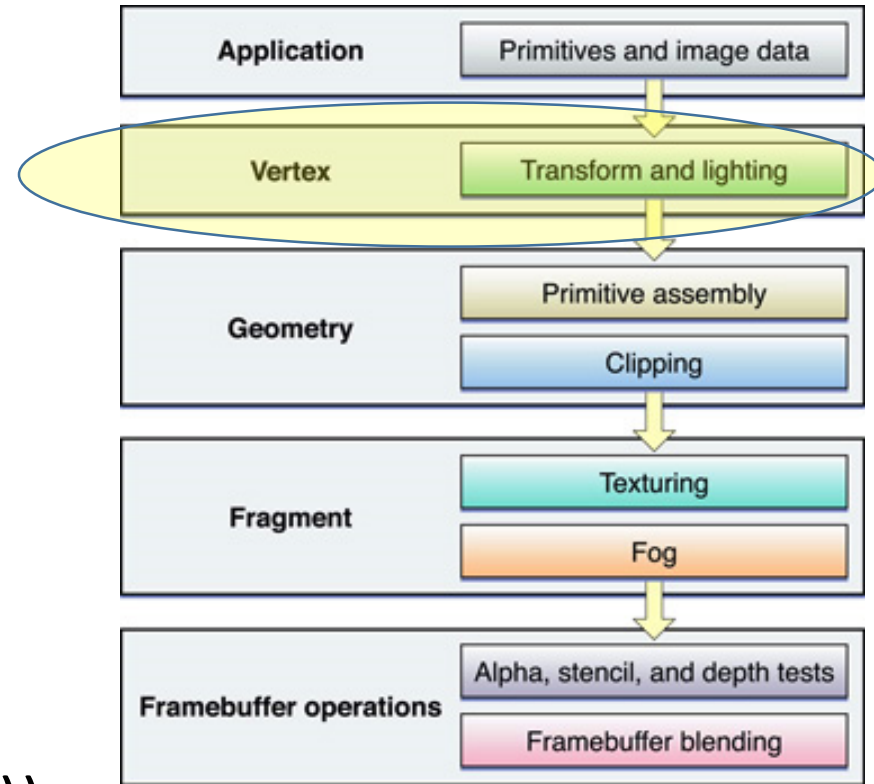 Application
Primitives and image data
Vertex
Transform and lighting
Geometry
Primitive assembly
Clipping
Fragment
Texturing
Fog
Framebuffer operations
Alpha, stencil, and depth tests
Framebuffer blending